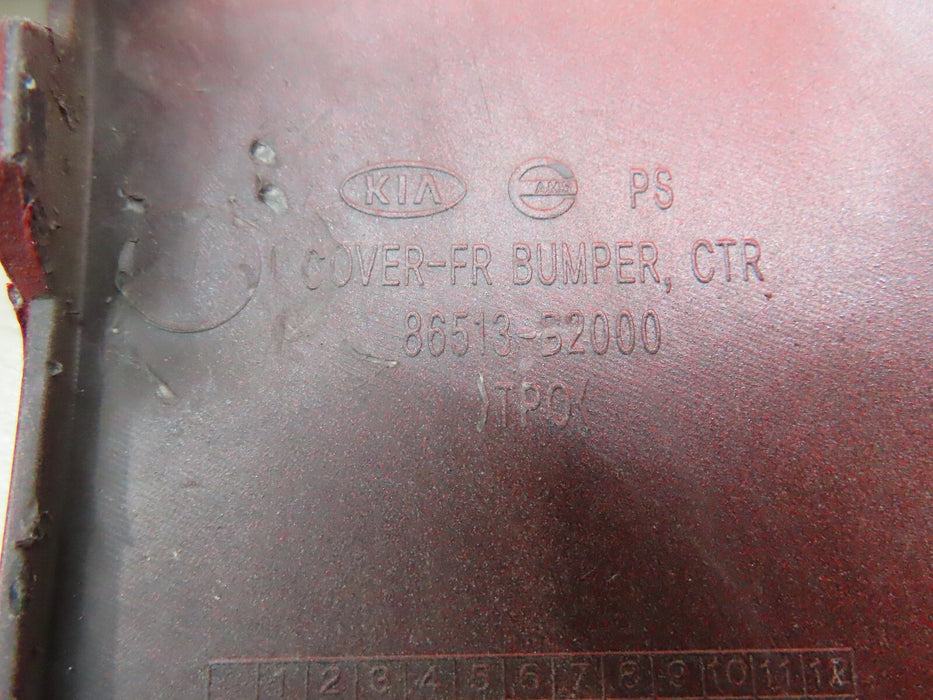 KIA AMS PS
COVER-FR BUMPER, CTR
86513-B2000
>TPO<
1 2 3 4 5 6 7 8 9 10 11 12